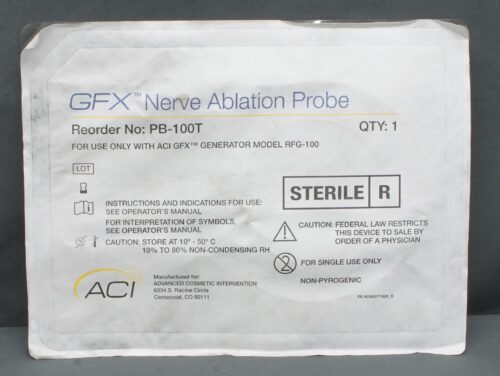 GFX™ Nerve Ablation Probe
Reorder No: PB-100T
QTY: 1
FOR USE ONLY WITH ACI GFX™ GENERATOR MODEL RFG-100
LOT
STERILE R
INSTRUCTIONS AND INDICATIONS FOR USE:
SEE OPERATOR'S MANUAL
FOR INTERPRETATION OF SYMBOLS,
SEE OPERATOR'S MANUAL
CAUTION: STORE AT 10° - 50° C
10% TO 80% NON-CONDENSING RH
CAUTION: FEDERAL LAW RESTRICTS
THIS DEVICE TO SALE BY
ORDER OF A PHYSICIAN
2
FOR SINGLE USE ONLY
NON-PYROGENIC
ACI
Manufactured for:
ADVANCED COSMETIC INTERVENTION
6334 S. Racine Circle
Centennial, CO 80111